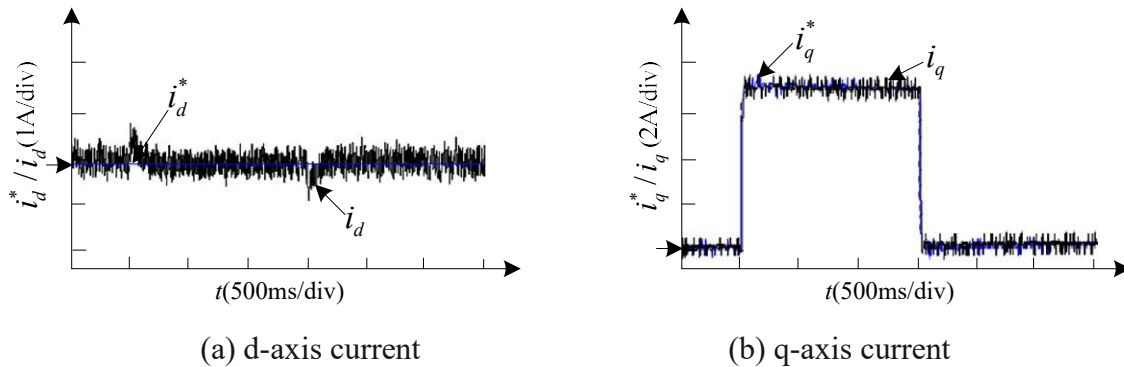 i_d^* / i_d (1A/div)
i_d^*
i_d
t(500ms/div)
(a) d-axis current
i_q^* / i_q (2A/div)
i_q^*
i_q
t(500ms/div)
(b) q-axis current